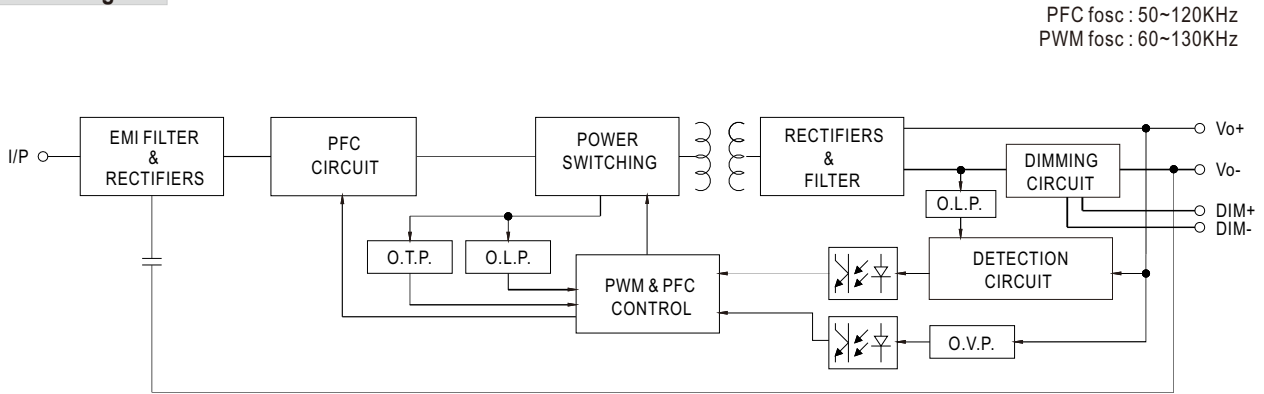 PFC fosc : 50~120KHz
PWM fosc : 60~130KHz
I/P
EMI FILTER
&
RECTIFIERS
PFC
CIRCUIT
POWER
SWITCHING
RECTIFIERS
&
FILTER
DIMMING
CIRCUIT
Vo+
Vo-
DIM+
DIM-
O.L.P.
O.T.P.
O.L.P.
PWM & PFC
CONTROL
DETECTION
CIRCUIT
O.V.P.